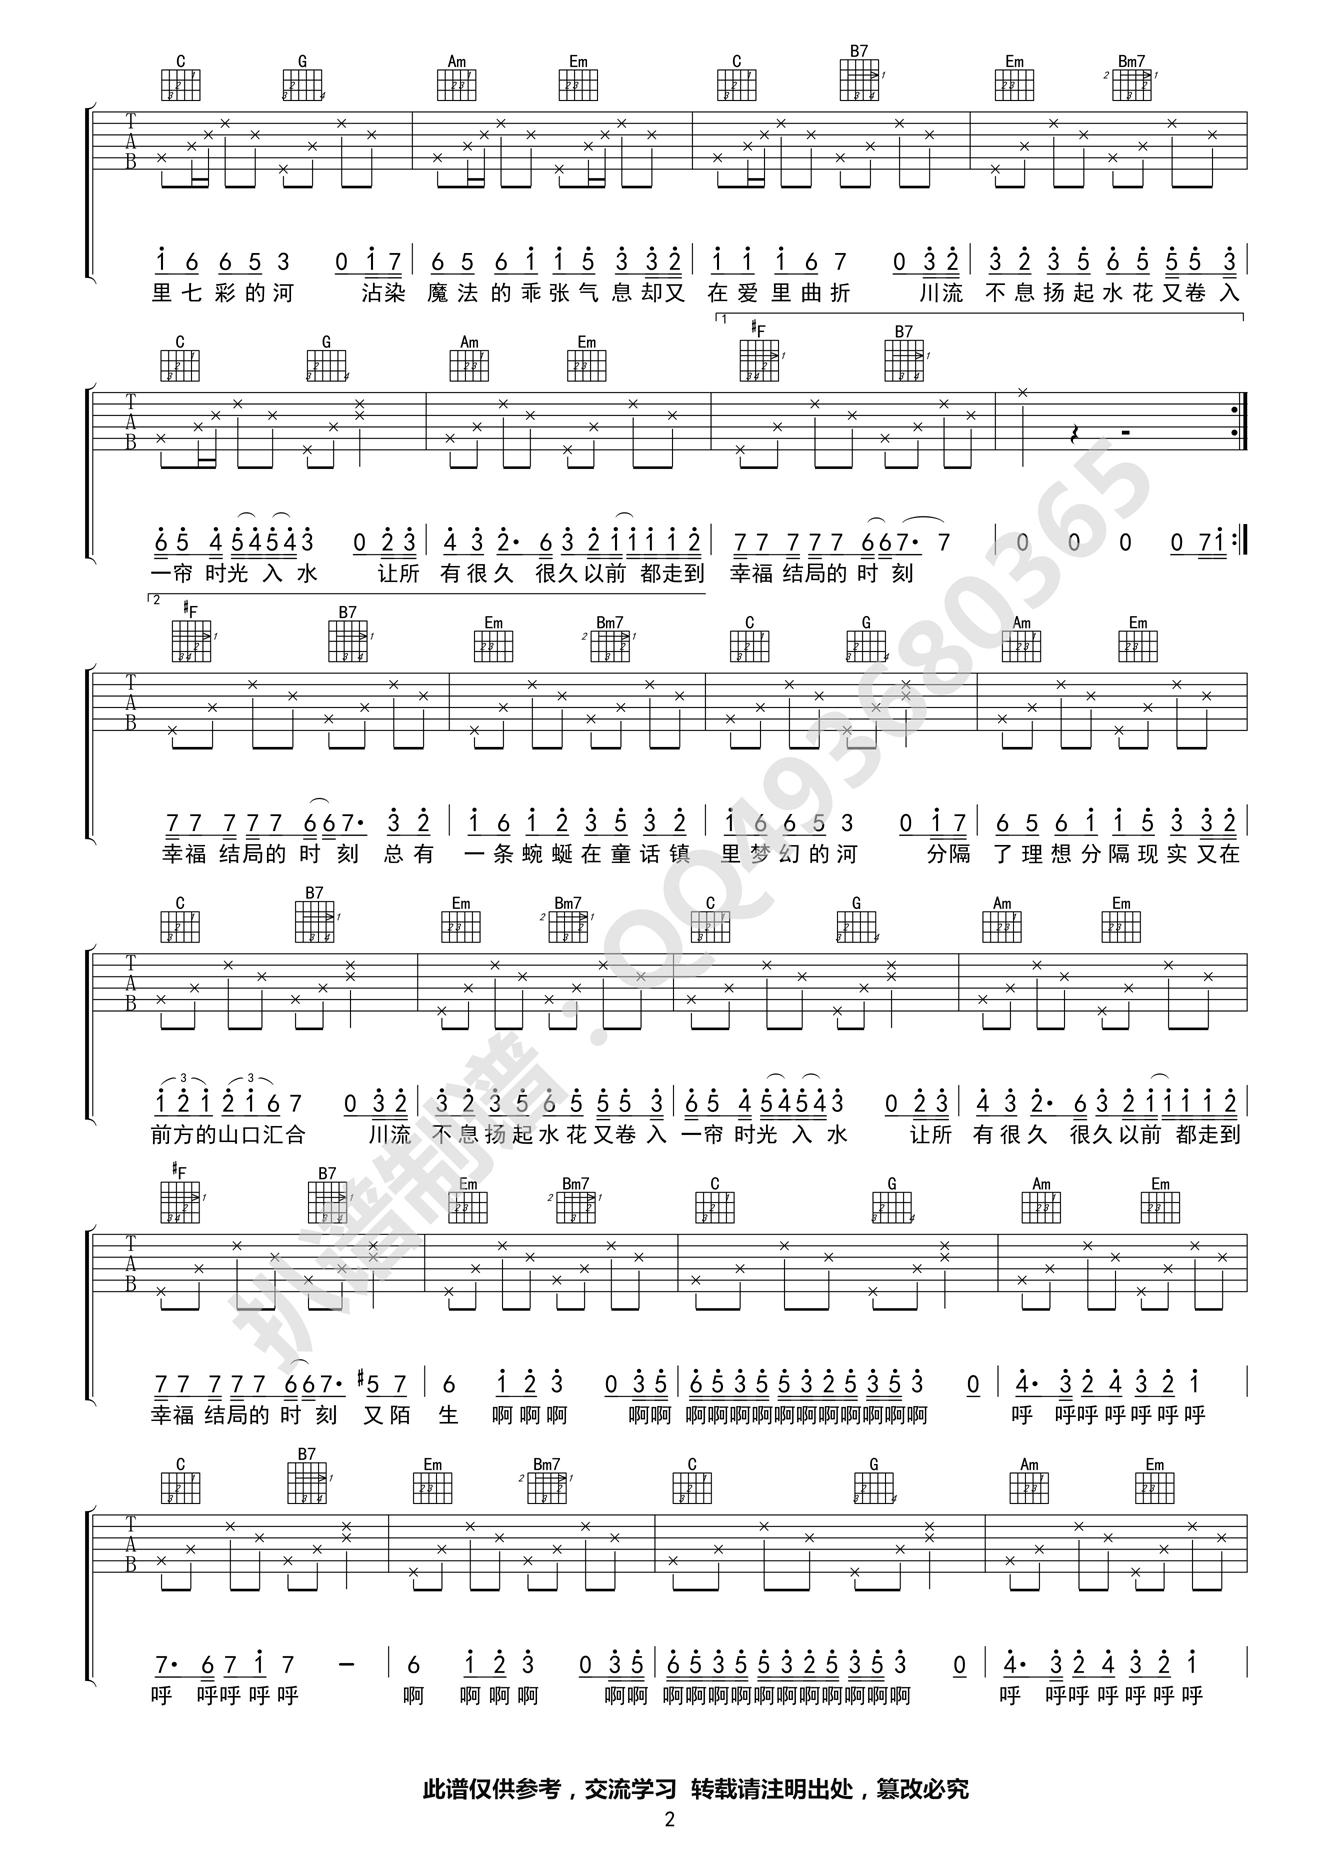 C G Am Em C B7 Em Bm7
1 6 6 5 3 0 1 7 | 6 5 6 1 1 5 3 3 2 | 1 1 1 6 7 0 3 2 | 3 2 3 5 6 5 5 5 3 |
里七彩的河 沾染 魔法的乖张气息却又 在爱里曲折 川流 不息扬起水花又卷入
1
C G Am Em #F B7
6 5 4 5 4 5 4 3 0 2 3 | 4 3 2· 6 3 2 1 1 1 1 2 | 7 7 7 7 7 6 6 7· 7 | 0 0 0 0 7 1 :|
一帘 时光 入 水 让所 有很久 很久以前 都走到 幸福 结局的 时 刻
2
#F B7 Em Bm7 C G Am Em
7 7 7 7 7 6 6 7· 3 2 | 1 6 1 2 3 5 3 2 | 1 6 6 5 3 0 1 7 | 6 5 6 1 1 5 3 3 2 |
幸福 结局的 时 刻 总有 一条蜿蜒在童话镇 里梦幻的河 分隔 了理想分隔现实又在
C B7 Em Bm7 C G Am Em
3 3
1 2 1 2 1 6 7 0 3 2 | 3 2 3 5 6 5 5 5 3 | 6 5 4 5 4 5 4 3 0 2 3 | 4 3 2· 6 3 2 1 1 1 1 2 |
前方的山口汇合 川流 不息扬起水花又卷入 一帘 时光 入 水 让所 有很久 很久以前 都走到
#F B7 Em Bm7 C G Am Em
7 7 7 7 7 6 6 7· #5 7 | 6 1 2 3 0 3 5 | 6 5 3 5 5 3 2 5 3 5 3 0 | 4· 3 2 4 3 2 1 |
幸福 结局的 时 刻 又陌 生 啊啊啊 啊啊 啊啊啊啊啊啊啊啊啊啊啊 呼 呼呼呼呼呼呼
C B7 Em Bm7 C G Am Em
7· 6 7 1 7 – | 6 1 2 3 0 3 5 | 6 5 3 5 5 3 2 5 3 5 3 0 | 4· 3 2 4 3 2 1 |
呼 呼呼呼呼 啊 啊啊啊 啊啊 啊啊啊啊啊啊啊啊啊啊啊 呼 呼呼呼呼呼呼
扒谱制谱：QQ493680365
此谱仅供参考，交流学习 转载请注明出处，篡改必究
2